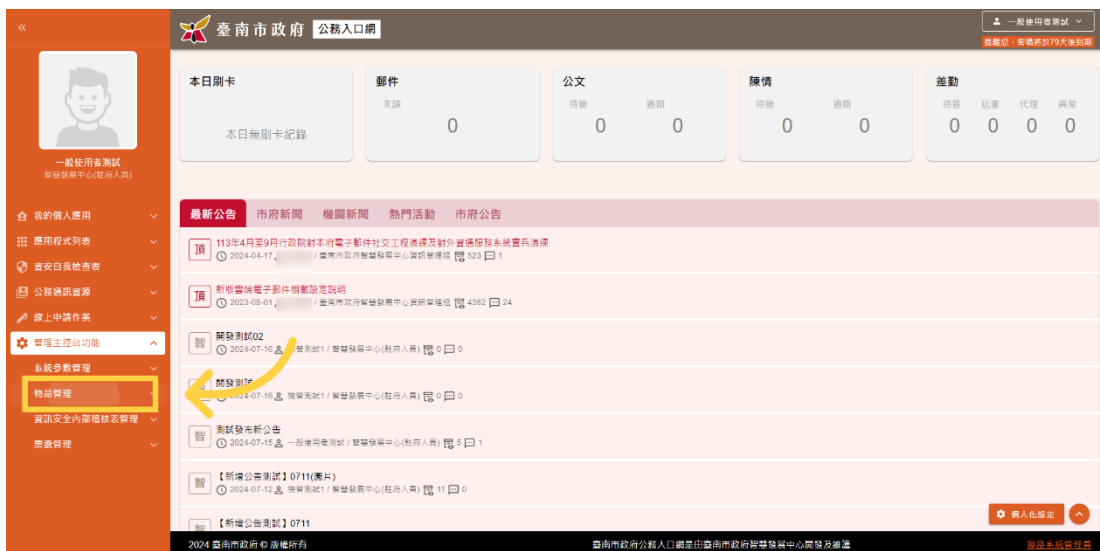 臺南市政府 公務入口網
一般使用者測試
提醒您，密碼將於79天後到期
一般使用者測試
智慧發展中心(駐府人員)
我的個人應用
應用程式列表
資安自我檢查表
公務通訊資源
線上申請作業
管理主控台功能
系統參數管理
物品管理
資訊安全內部稽核表管理
票選管理
本日刷卡
本日無刷卡紀錄
郵件
未讀
0
公文
待辦 逾期
0 0
陳情
待辦 逾期
0 0
差勤
待簽 延審 代理 異常
0 0 0 0
最新公告 市府新聞 機關新聞 熱門活動 市府公告
頂 113年4月至9月行政院對本府電子郵件社交工程演練及對外資通服務系統實兵演練
2024-04-17, / 臺南市政府智慧發展中心資訊管理組 523 1
頂 新版雲端電子郵件相關設定說明
2023-08-01, / 臺南市政府智慧發展中心資訊管理組 4382 24
智 開發測試02
2024-07-16 管測試1 / 智慧發展中心(駐府人員) 0 0
開發測試
2024-07-16 機管測試1 / 智慧發展中心(駐府人員) 0 0
智 測試發布新公告
2024-07-15 一般使用者測試 / 智慧發展中心(駐府人員) 5 1
智 【新增公告測試】0711(圖片)
2024-07-12 機管測試1 / 智慧發展中心(駐府人員) 11 0
智 【新增公告測試】0711
個人化設定
2024 臺南市政府 © 版權所有
臺南市政府公務入口網是由臺南市政府智慧發展中心開發及維護
聯絡系統管理員